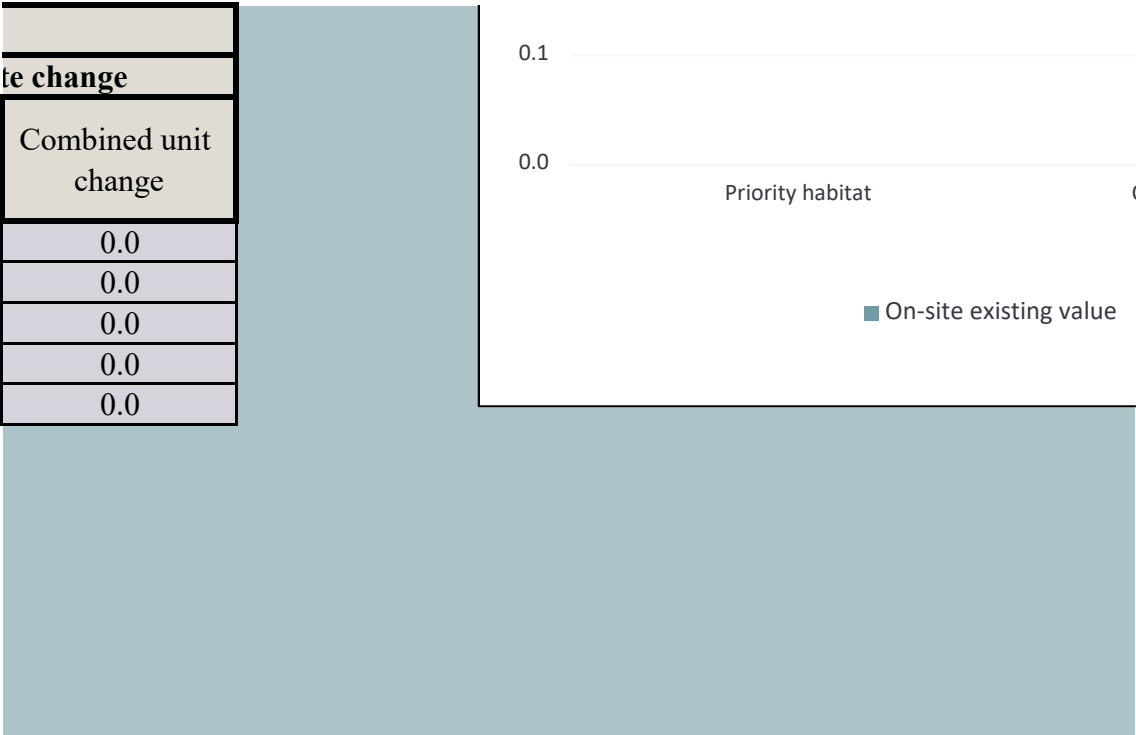 te change
Combined unit
change
0.0
0.0
0.0
0.0
0.0
0.1
0.0
Priority habitat
On-site existing value